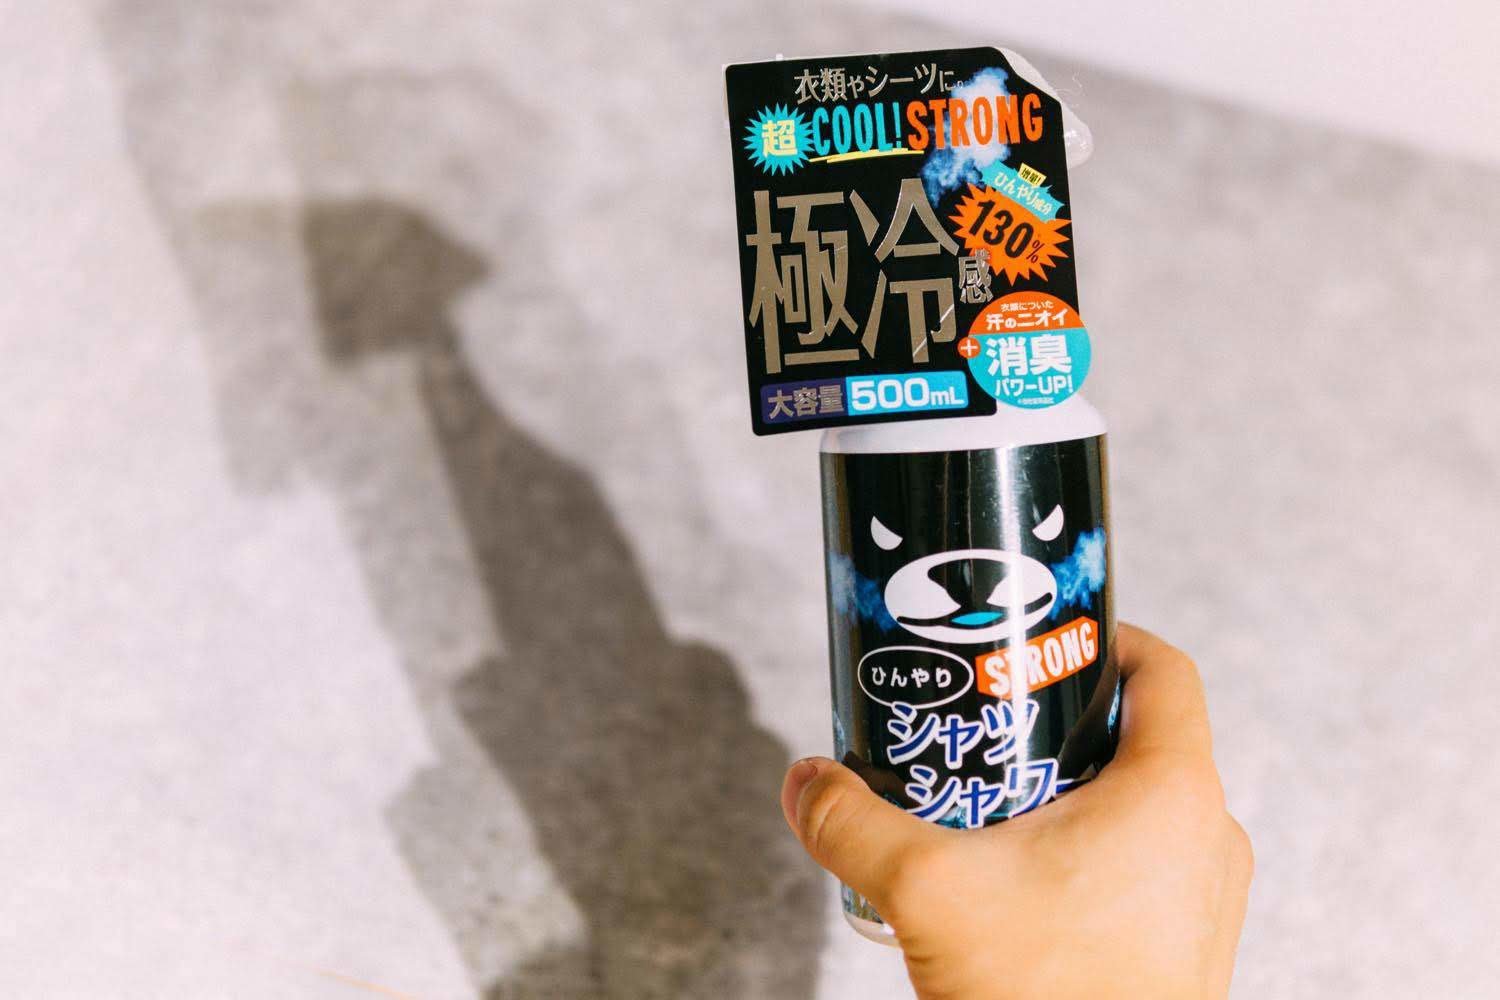 衣類やシーツに。
超COOL!STRONG
増量!
ひんやり成分
130%
極冷感
衣類についた
汗のニオイ
+消臭
パワーUP!
大容量500mL
ひんやり
STRONG
シャツ
シャワー